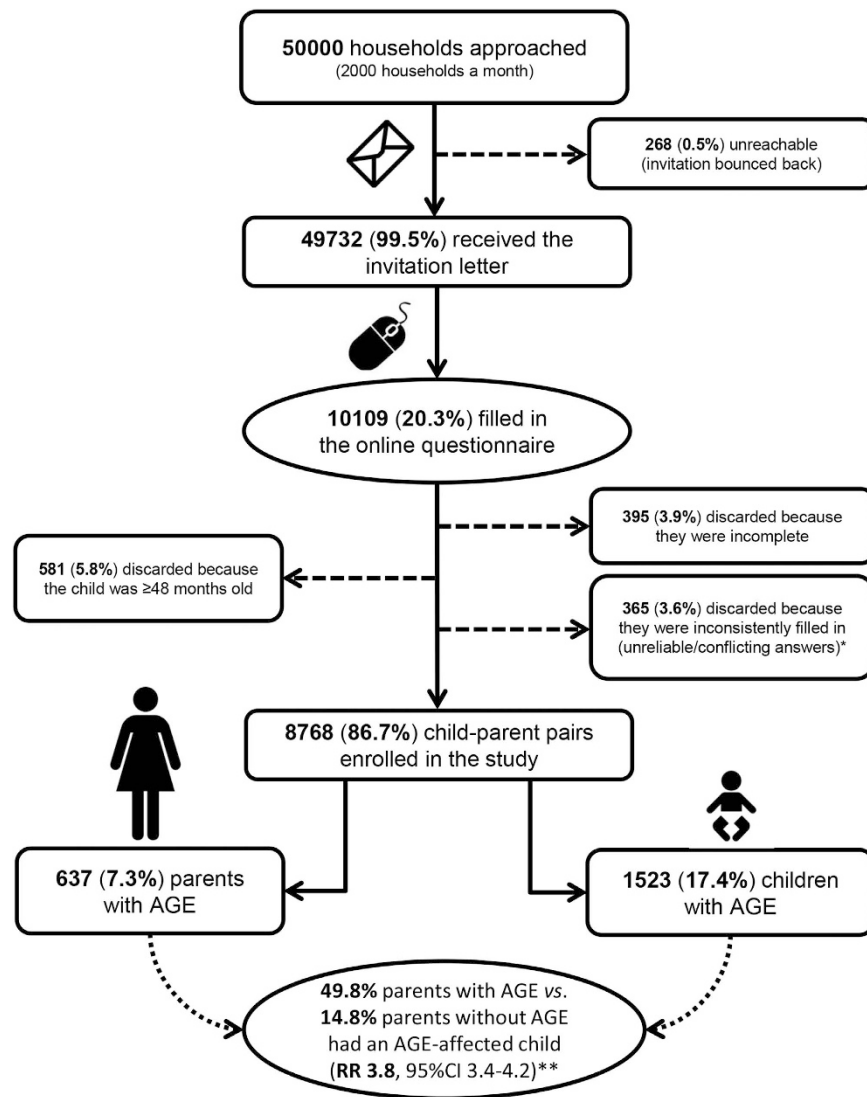 50000 households approached
(2000 households a month)
268 (0.5%) unreachable
(invitation bounced back)
49732 (99.5%) received the
invitation letter
10109 (20.3%) filled in
the online questionnaire
395 (3.9%) discarded because
they were incomplete
581 (5.8%) discarded because
the child was ≥48 months old
365 (3.6%) discarded because
they were inconsistently filled in
(unreliable/conflicting answers)*
8768 (86.7%) child-parent pairs
enrolled in the study
637 (7.3%) parents
with AGE
1523 (17.4%) children
with AGE
49.8% parents with AGE vs.
14.8% parents without AGE
had an AGE-affected child
(RR 3.8, 95%CI 3.4-4.2)**